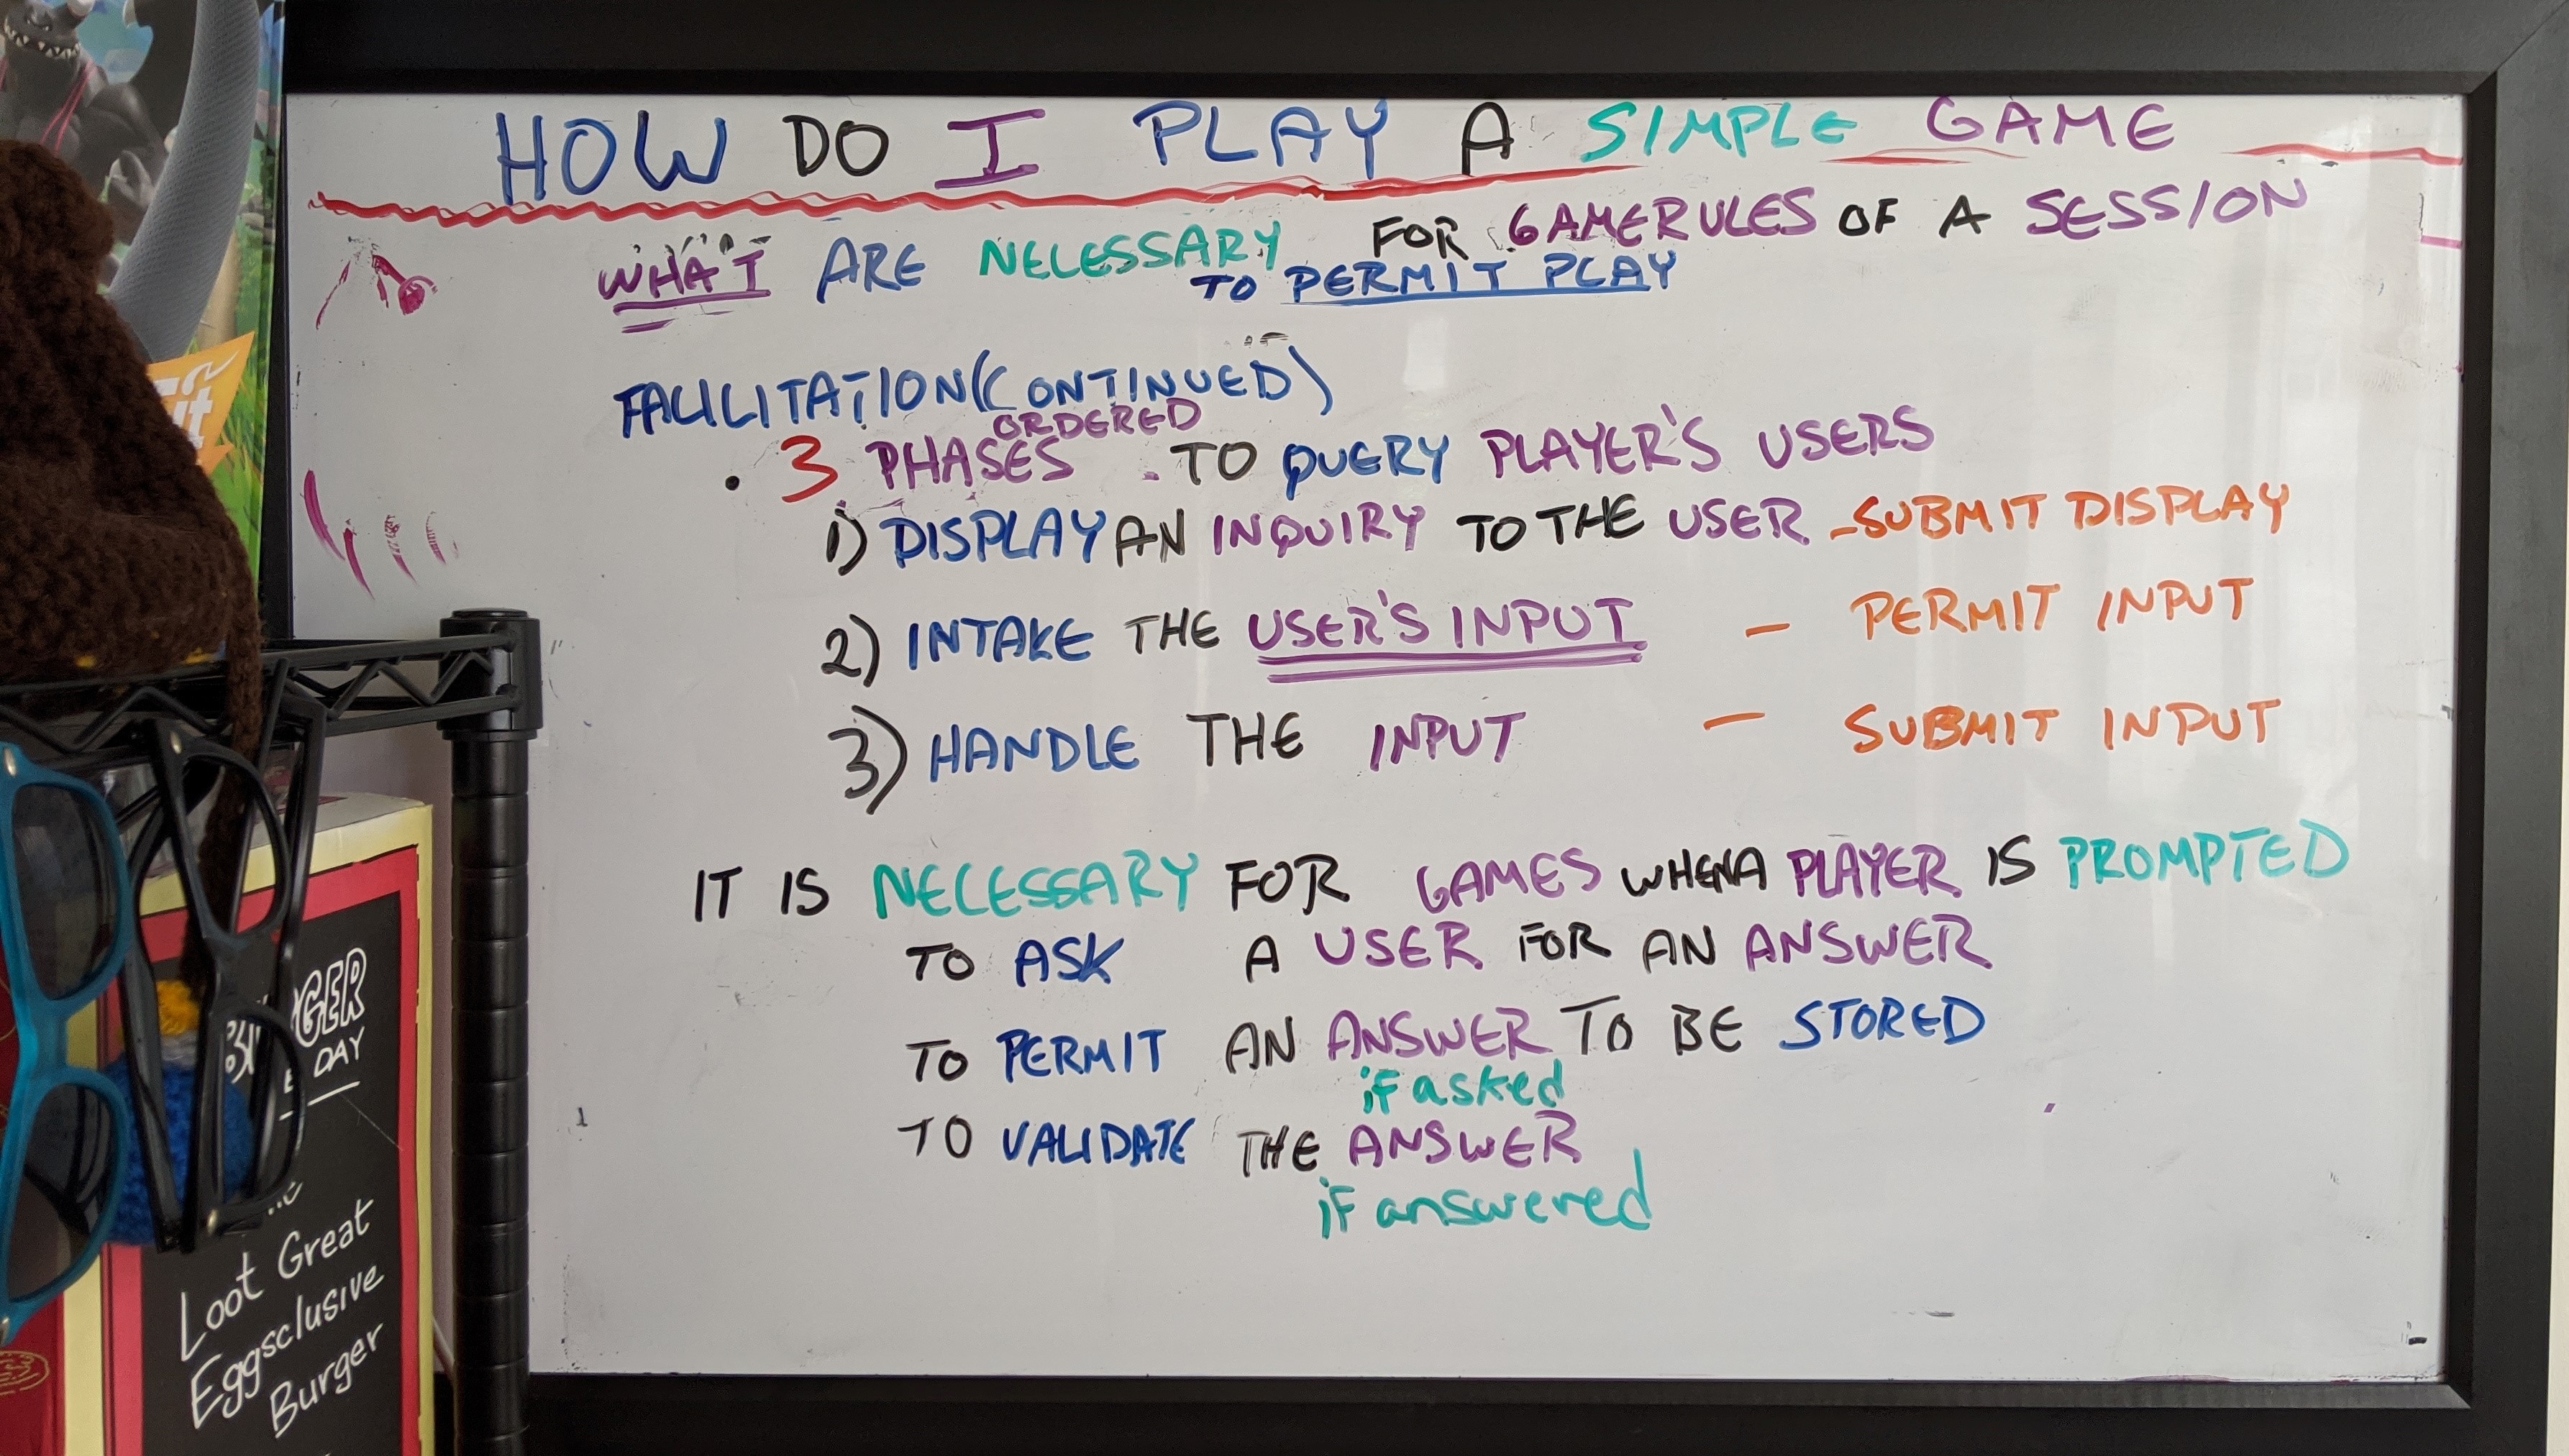 HOW DO I PLAY A SIMPLE GAME
WHAT ARE NECESSARY FOR GAMERULES OF A SESSION
TO PERMIT PLAY
FACILITATION (CONTINUED)
ORDERED
. 3 PHASES . TO QUERY PLAYER'S USERS
1) DISPLAY AN INQUIRY TO THE USER - SUBMIT DISPLAY
2) INTAKE THE USER'S INPUT - PERMIT INPUT
3) HANDLE THE INPUT - SUBMIT INPUT
IT IS NECESSARY FOR GAMES WHEN A PLAYER IS PROMPTED
TO ASK A USER FOR AN ANSWER
TO PERMIT AN ANSWER TO BE STORED
if asked
TO VALIDATE THE ANSWER
if answered
DAY
Loot Great
Eggsclusive
Burger